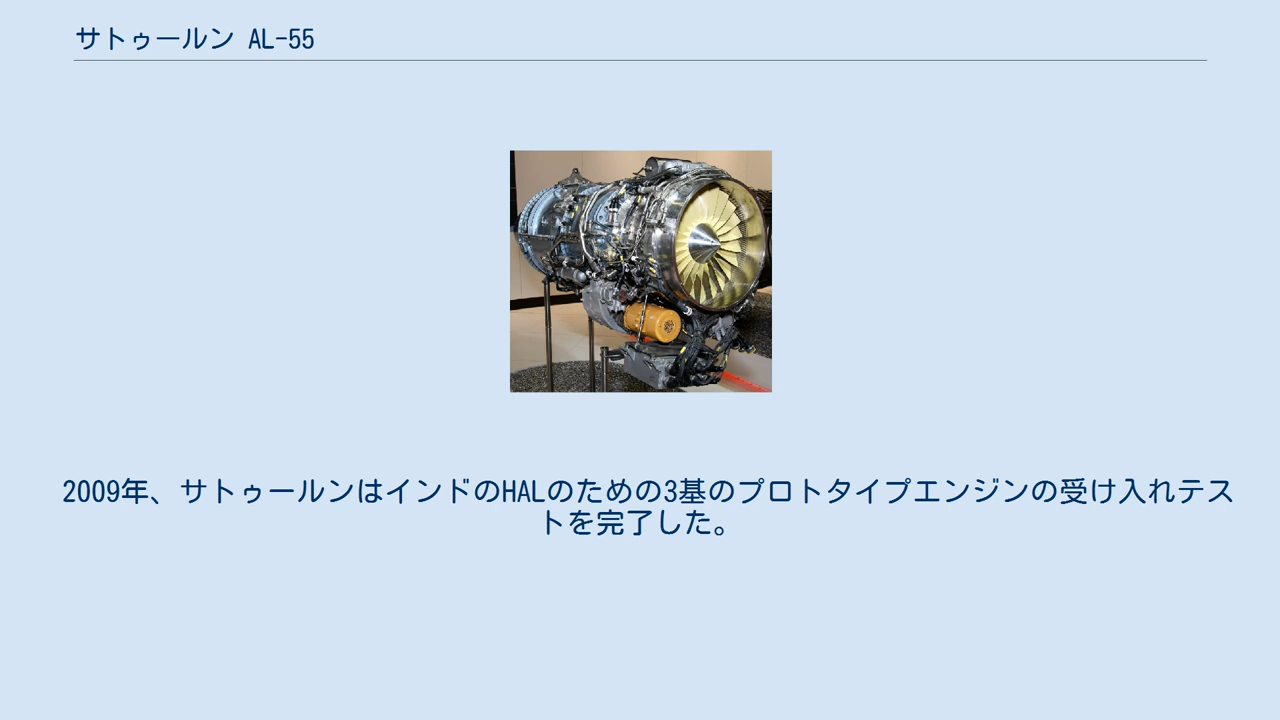 サトゥールン AL-55
2009年、サトゥールンはインドのHALのための3基のプロトタイプエンジンの受け入れテス
トを完了した。